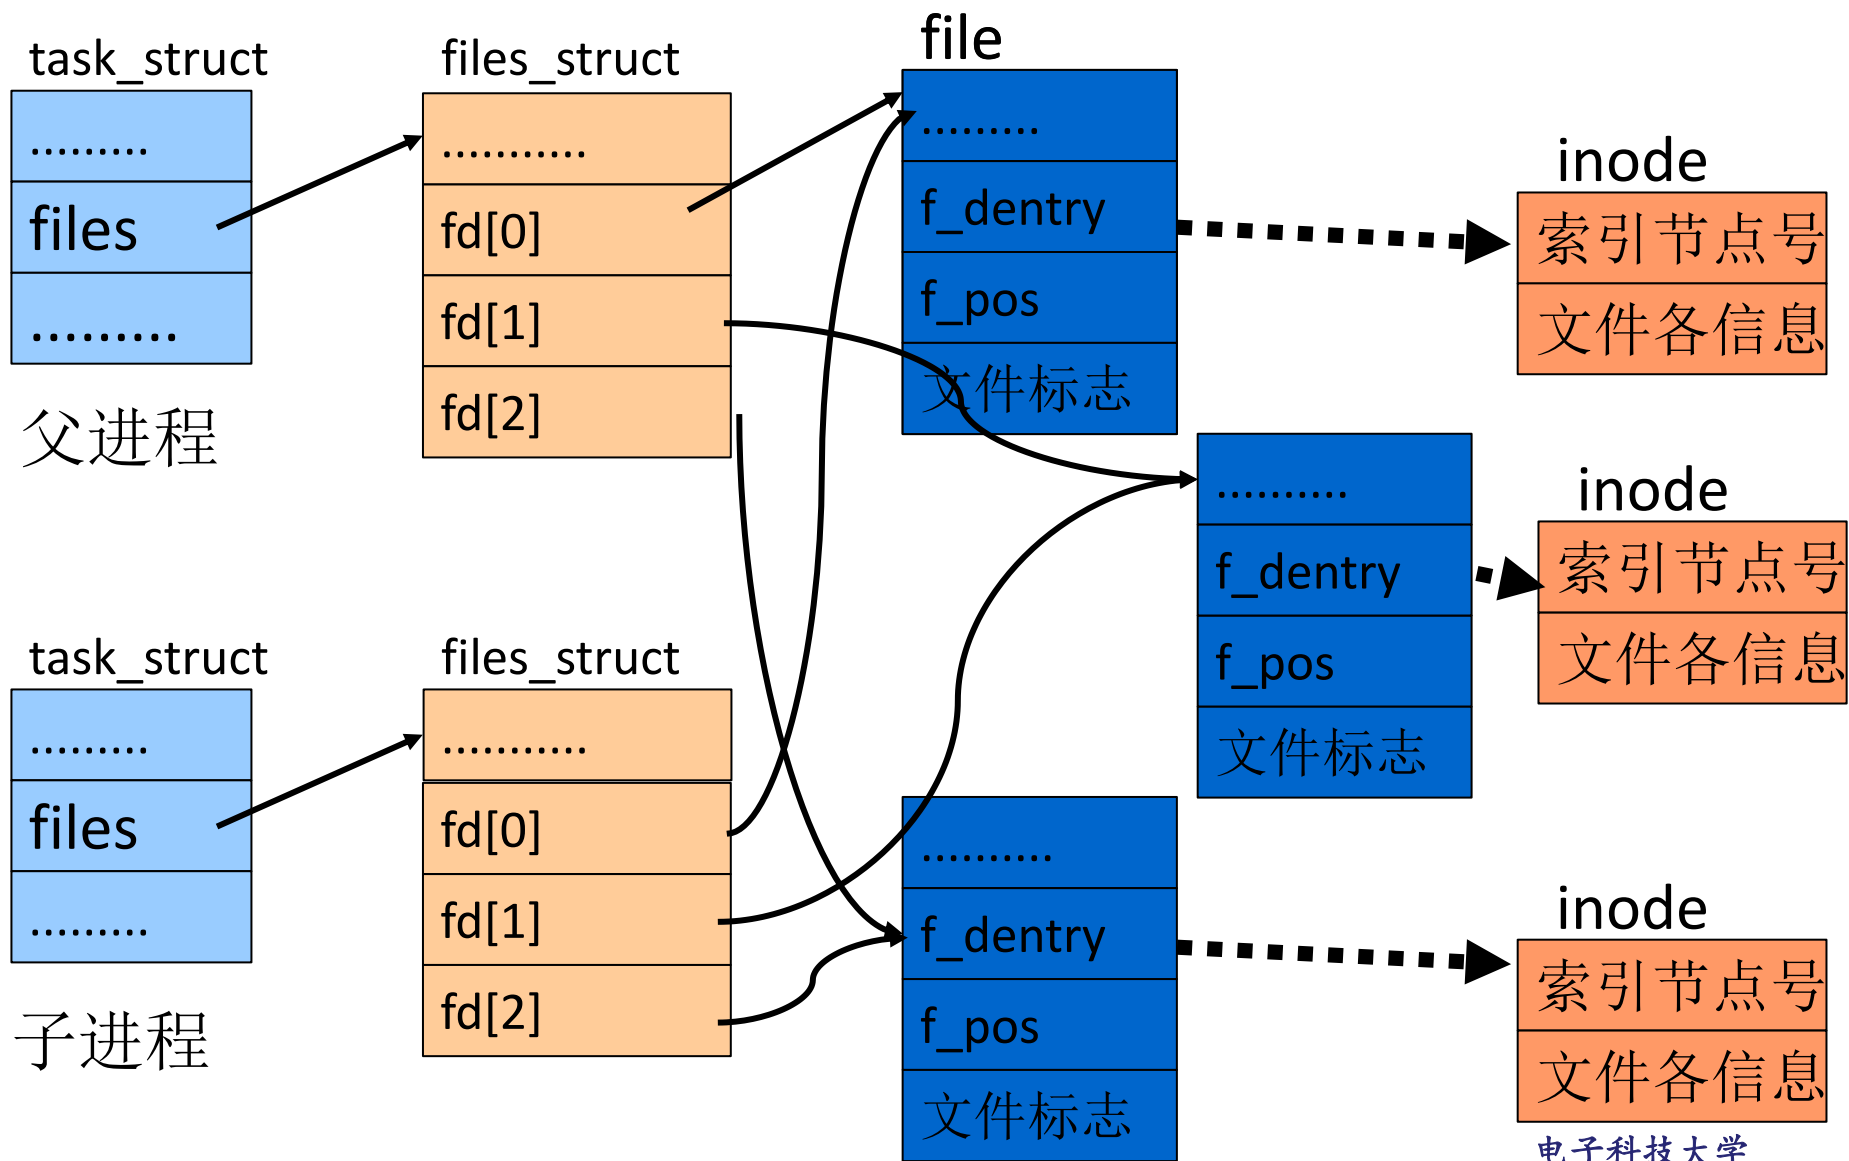 task_struct
.........
files
.........
父进程
files_struct
...........
fd[0]
fd[1]
fd[2]
file
.........
f_dentry
f_pos
文件标志
inode
索引节点号
文件各信息
..........
f_dentry
f_pos
文件标志
inode
索引节点号
文件各信息
task_struct
.........
files
.........
子进程
files_struct
...........
fd[0]
fd[1]
fd[2]
..........
f_dentry
f_pos
文件标志
inode
索引节点号
文件各信息
电子科技大学